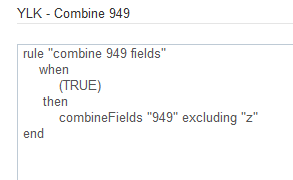 YLK - Combine 949
rule "combine 949 fields"
when
(TRUE)
then
combineFields "949" excluding "z"
end